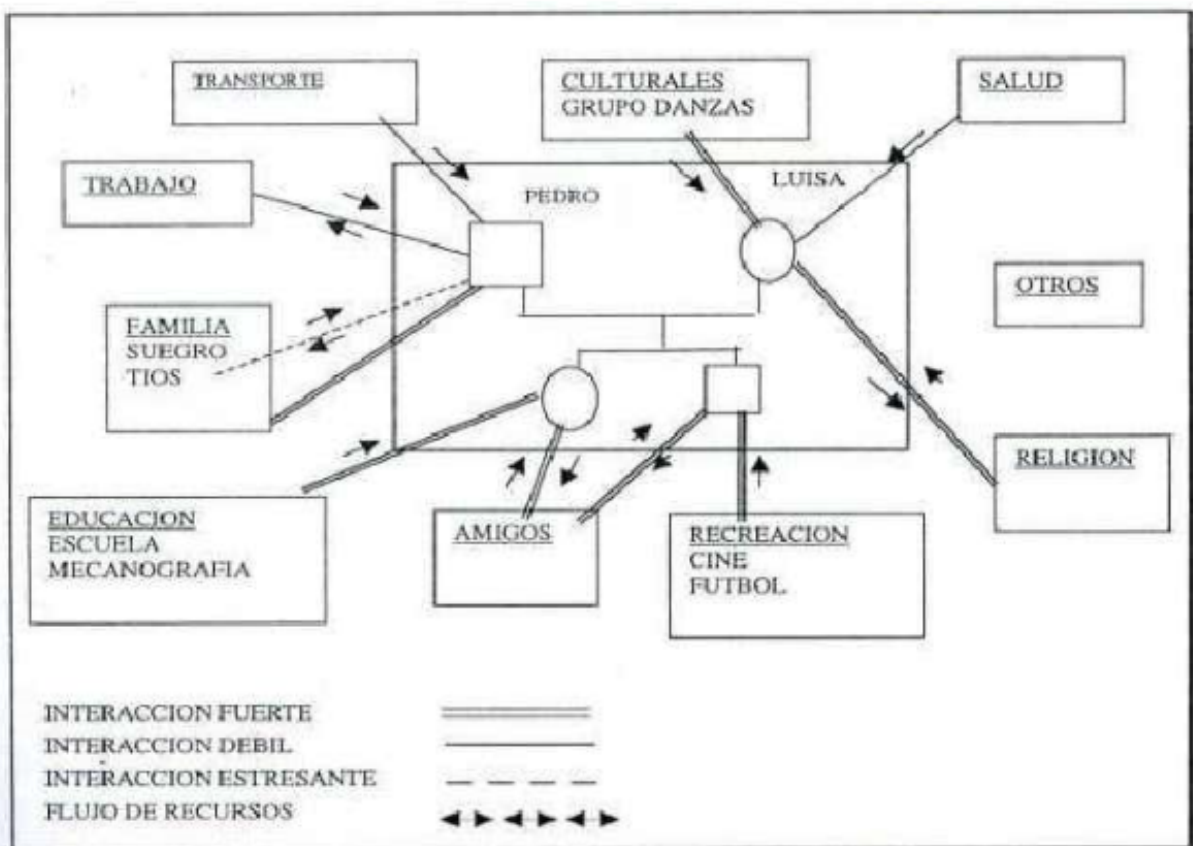 TRANSPORTE
CULTURALES
GRUPO DANZAS
SALUD
TRABAJO
PEDRO
LUISA
FAMILIA
SUEGRO
TIOS
OTROS
EDUCACION
ESCUELA
MECANOGRAFIA
AMIGOS
RECREACION
CINE
FUTBOL
RELIGION
INTERACCION FUERTE
INTERACCION DEBIL
INTERACCION ESTRESANTE
FLUJO DE RECURSOS